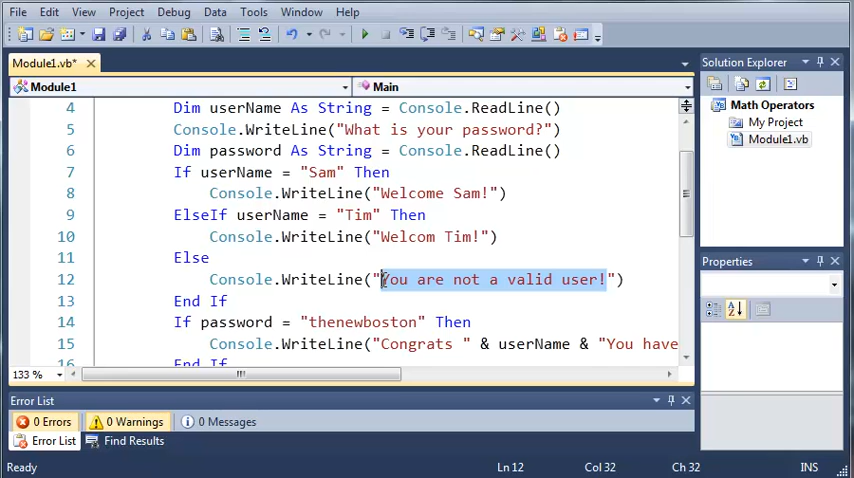 File Edit View Project Debug Data Tools Window Help
Module1.vb*
Module1 Main
4 Dim userName As String = Console.ReadLine()
5 Console.WriteLine("What is your password?")
6 Dim password As String = Console.ReadLine()
7 If userName = "Sam" Then
8 Console.WriteLine("Welcome Sam!")
9 ElseIf userName = "Tim" Then
10 Console.WriteLine("Welcom Tim!")
11 Else
12 Console.WriteLine("You are not a valid user!")
13 End If
14 If password = "thenewboston" Then
15 Console.WriteLine("Congrats " & userName & "You have
16 End If
133 %
Solution Explorer
Math Operators
My Project
Module1.vb
Properties
Error List
0 Errors 0 Warnings 0 Messages
Error List Find Results
Ready Ln 12 Col 32 Ch 32 INS